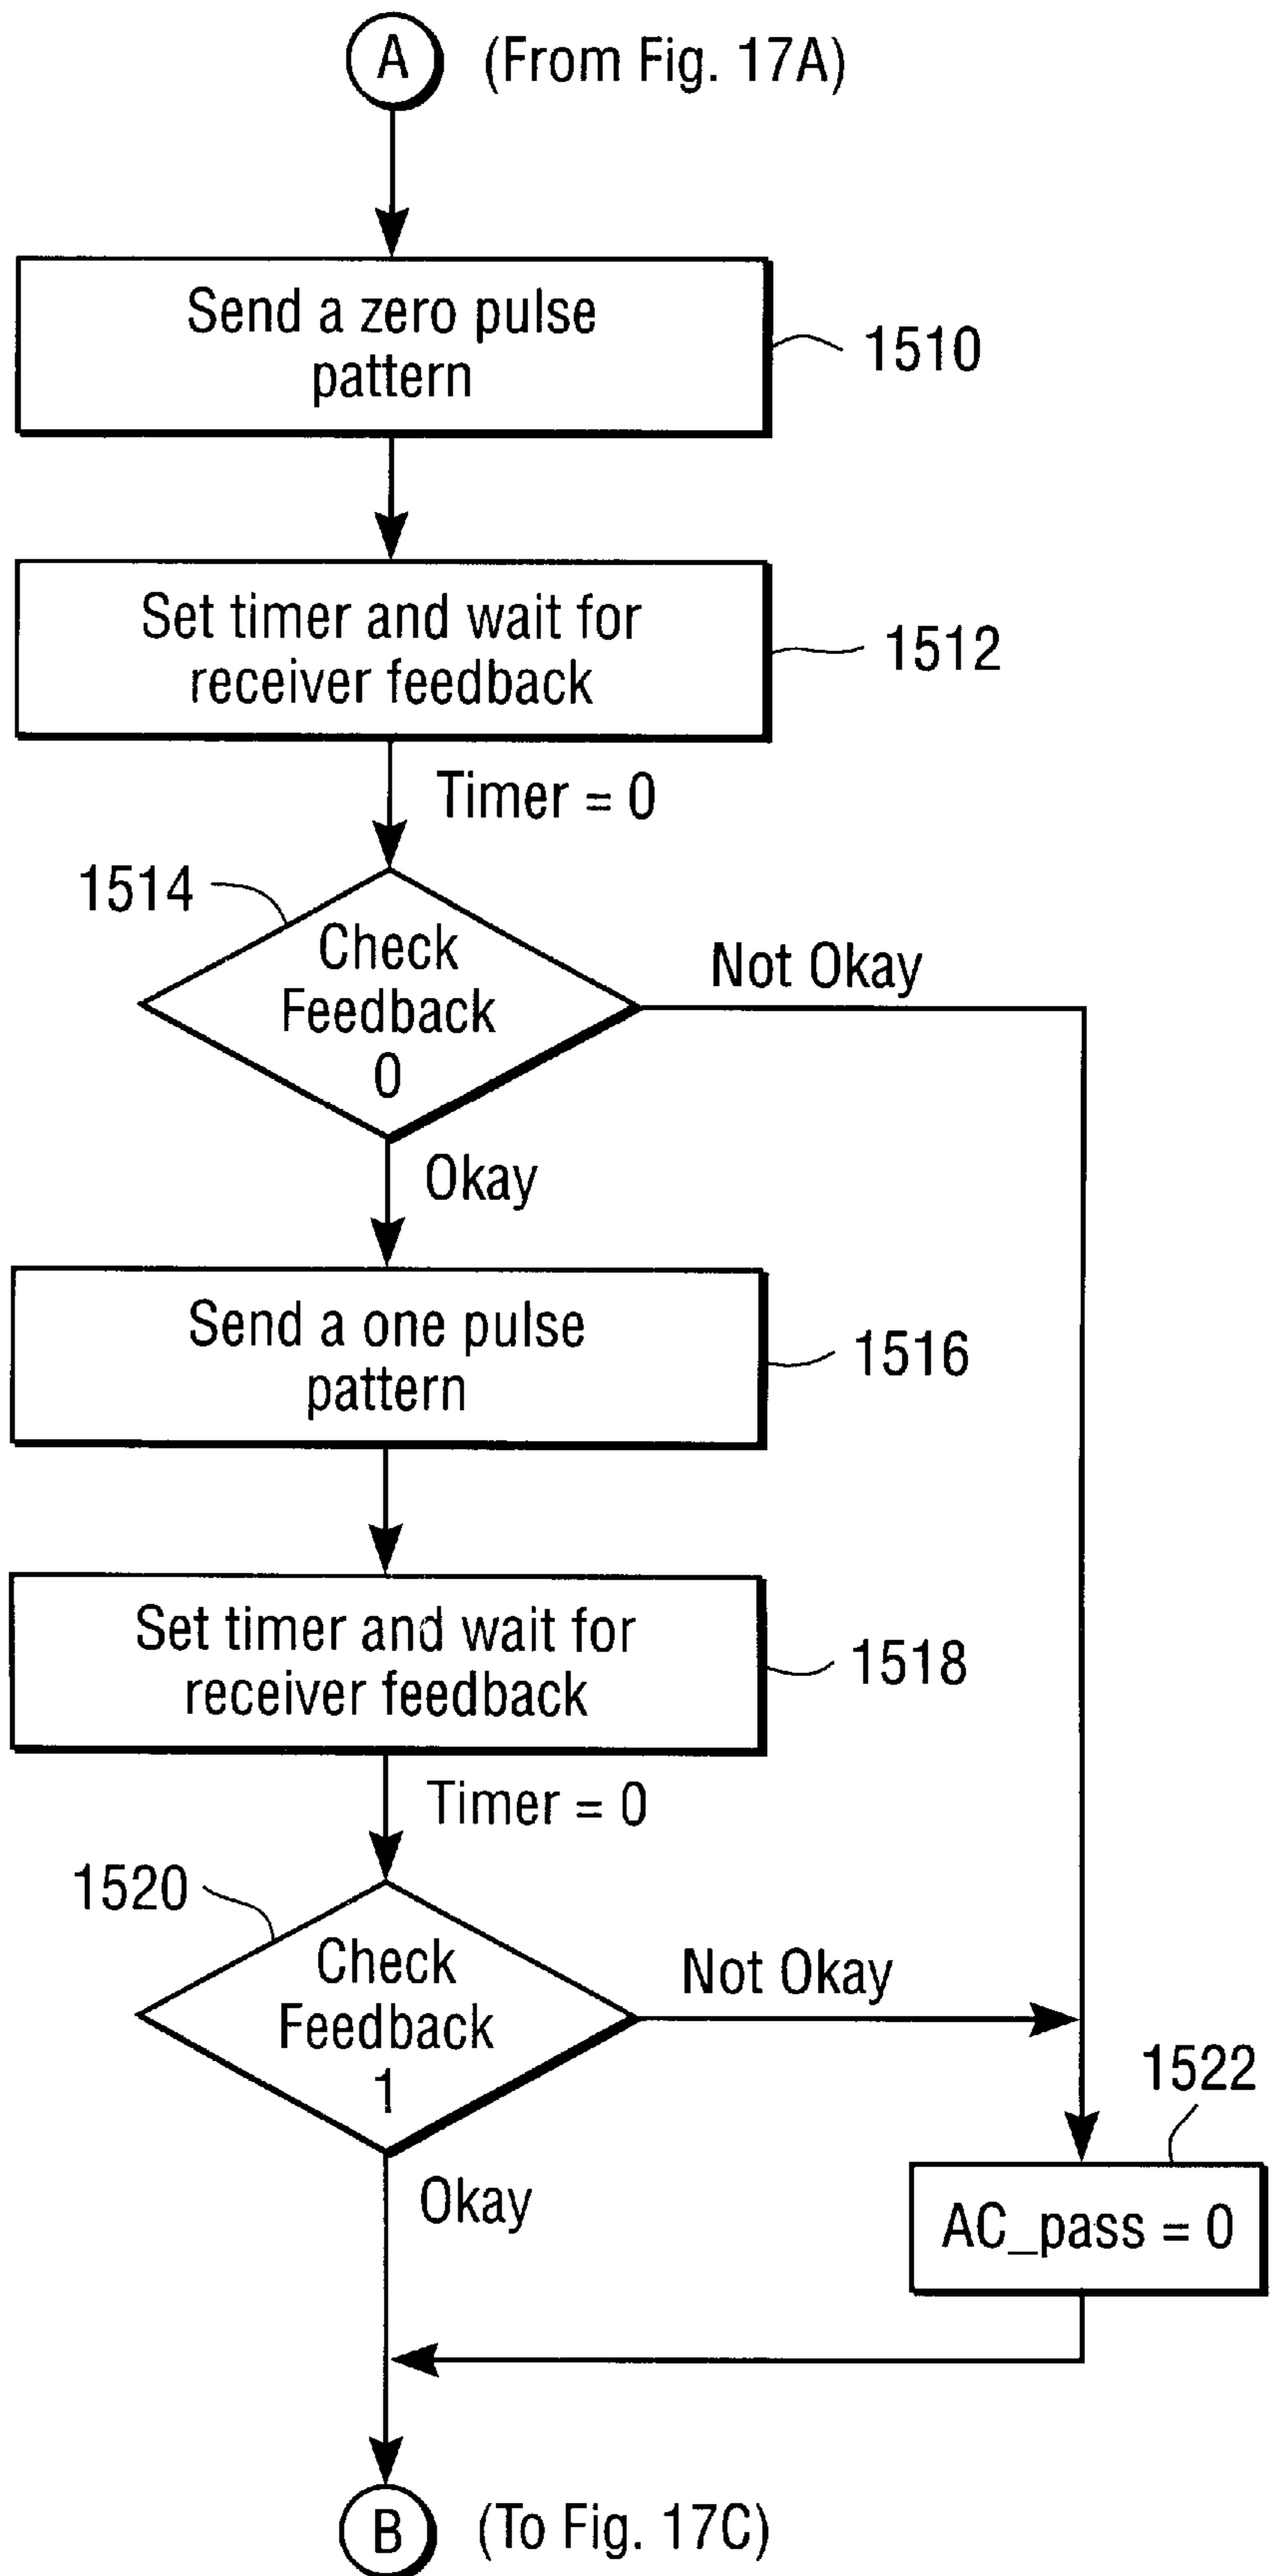 A (From Fig. 17A)
Send a zero pulse
pattern
1510
Set timer and wait for
receiver feedback
1512
Timer = 0
1514
Check
Feedback
0
Not Okay
Okay
Send a one pulse
pattern
1516
Set timer and wait for
receiver feedback
1518
Timer = 0
1520
Check
Feedback
1
Not Okay
Okay
1522
AC_pass = 0
B (To Fig. 17C)